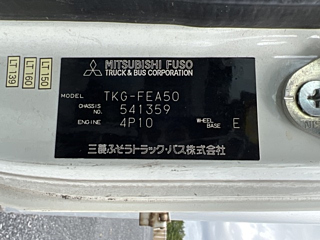 MITSUBISHI FUSO
TRUCK & BUS CORPORATION
MODEL TKG-FEA50
CHASSIS NO. 541359
ENGINE 4P10 WHEEL BASE E
三菱ふそうトラック・バス株式会社
LT150
LT160
LT139